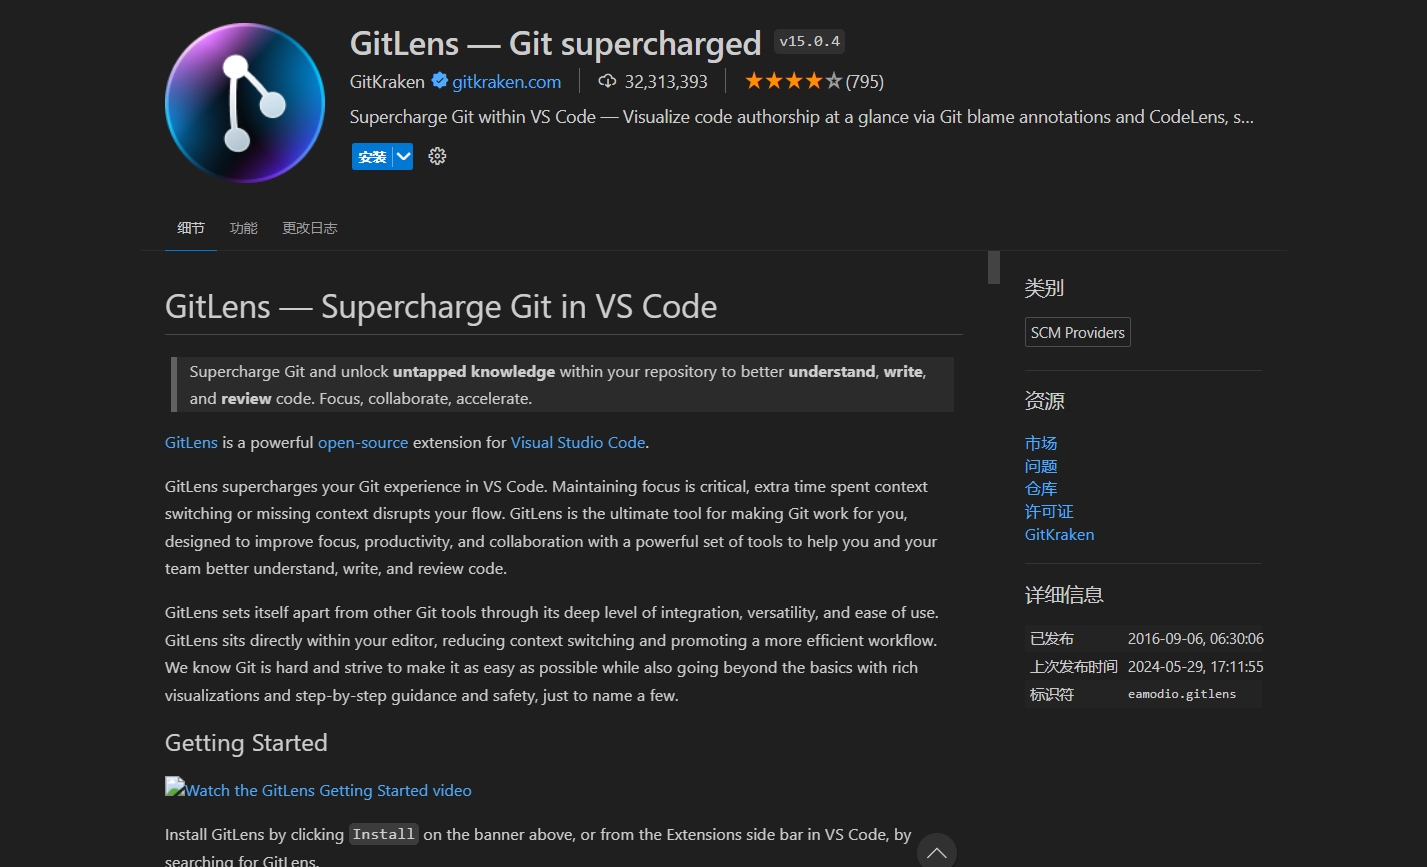 GitLens — Git supercharged v15.0.4
GitKraken gitkraken.com 32,313,393 (795)
Supercharge Git within VS Code — Visualize code authorship at a glance via Git blame annotations and CodeLens, s...
安装
细节 功能 更改日志
GitLens — Supercharge Git in VS Code
Supercharge Git and unlock untapped knowledge within your repository to better understand, write,
and review code. Focus, collaborate, accelerate.
GitLens is a powerful open-source extension for Visual Studio Code.
GitLens supercharges your Git experience in VS Code. Maintaining focus is critical, extra time spent context
switching or missing context disrupts your flow. GitLens is the ultimate tool for making Git work for you,
designed to improve focus, productivity, and collaboration with a powerful set of tools to help you and your
team better understand, write, and review code.
GitLens sets itself apart from other Git tools through its deep level of integration, versatility, and ease of use.
GitLens sits directly within your editor, reducing context switching and promoting a more efficient workflow.
We know Git is hard and strive to make it as easy as possible while also going beyond the basics with rich
visualizations and step-by-step guidance and safety, just to name a few.
Getting Started
Watch the GitLens Getting Started video
Install GitLens by clicking Install on the banner above, or from the Extensions side bar in VS Code, by
searching for GitLens.
类别
SCM Providers
资源
市场
问题
仓库
许可证
GitKraken
详细信息
已发布 2016-09-06, 06:30:06
上次发布时间 2024-05-29, 17:11:55
标识符 eamodio.gitlens